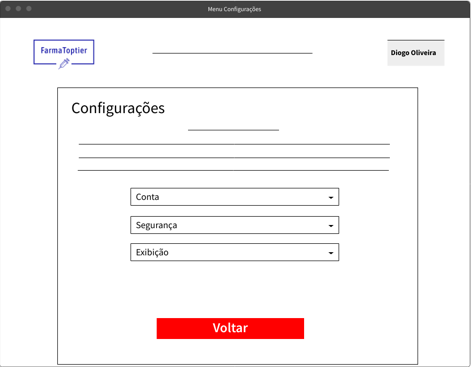 Menu Configurações
FarmaToptier
Diogo Oliveira
Configurações
Conta
Segurança
Exibição
Voltar